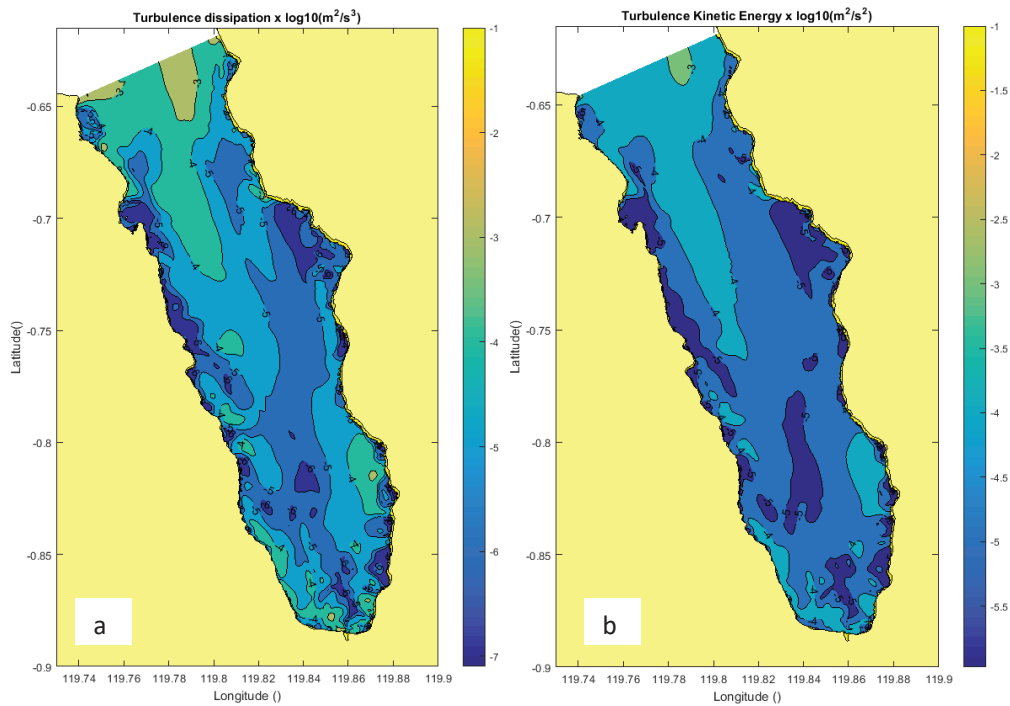 Turbulence dissipation x log10(m²/s³)
-0.65
-0.7
-0.75
-0.8
-0.85
-0.9
Latitude()
119.74 119.76 119.78 119.8 119.82 119.84 119.86 119.88 119.9
Longitude ()
a
-1
-2
-3
-4
-5
-6
-7
Turbulence Kinetic Energy x log10(m²/s²)
-0.65
-0.7
-0.75
-0.8
-0.85
-0.9
Latitude()
119.74 119.76 119.78 119.8 119.82 119.84 119.86 119.88 119.9
Longitude ()
b
-1
-1.5
-2
-2.5
-3
-3.5
-4
-4.5
-5
-5.5